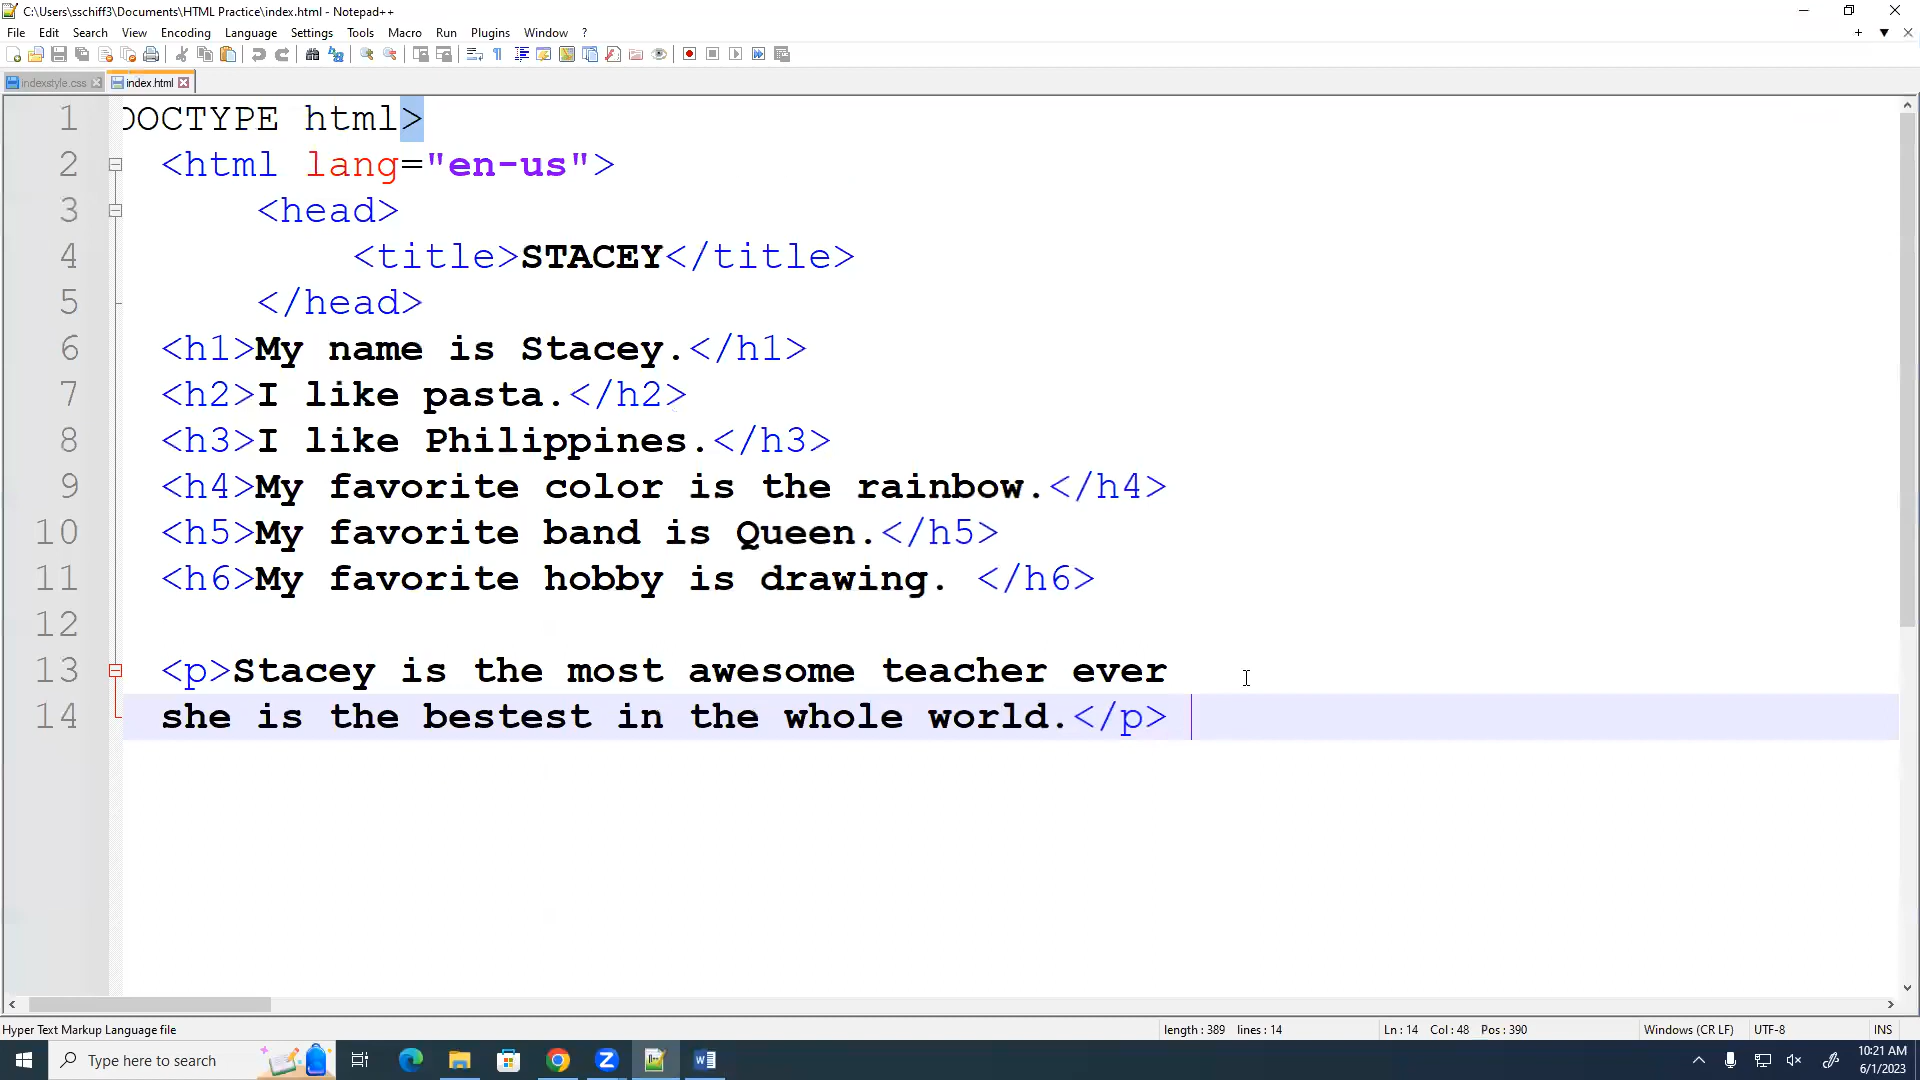 C:\Users\sschiff3\Documents\HTML Practice\index.html - Notepad++
File Edit Search View Encoding Language Settings Tools Macro Run Plugins Window ?
indexstyle.css index.html
1 DOCTYPE html>
2 <html lang="en-us">
3 <head>
4 <title>STACEY</title>
5 </head>
6 <h1>My name is Stacey.</h1>
7 <h2>I like pasta.</h2>
8 <h3>I like Philippines.</h3>
9 <h4>My favorite color is the rainbow.</h4>
10 <h5>My favorite band is Queen.</h5>
11 <h6>My favorite hobby is drawing. </h6>
12
13 <p>Stacey is the most awesome teacher ever
14 she is the bestest in the whole world.</p>
Hyper Text Markup Language file length : 389 lines : 14 Ln : 14 Col : 48 Pos : 390 Windows (CR LF) UTF-8 INS
Type here to search
10:21 AM
6/1/2023